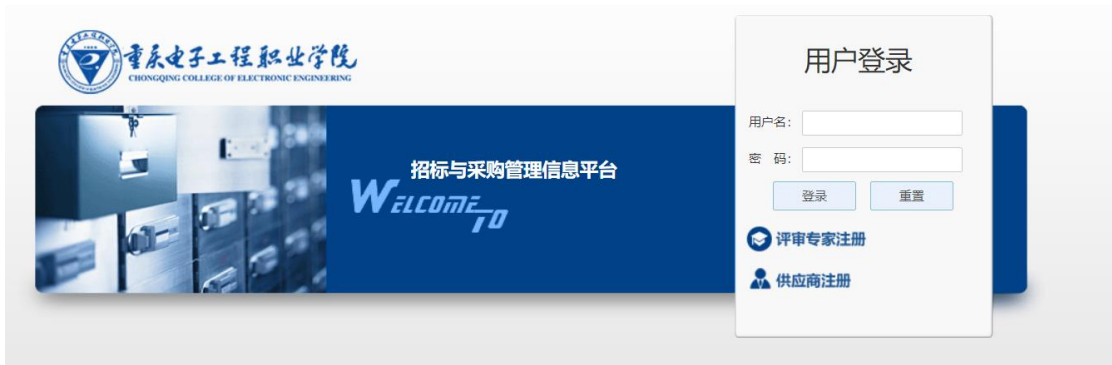 重庆电子工程职业学院
CHONGQING COLLEGE OF ELECTRONIC ENGINEERING
招标与采购管理信息平台
WELCOME TO
用户登录
用户名:
密 码:
登录 重置
评审专家注册
供应商注册